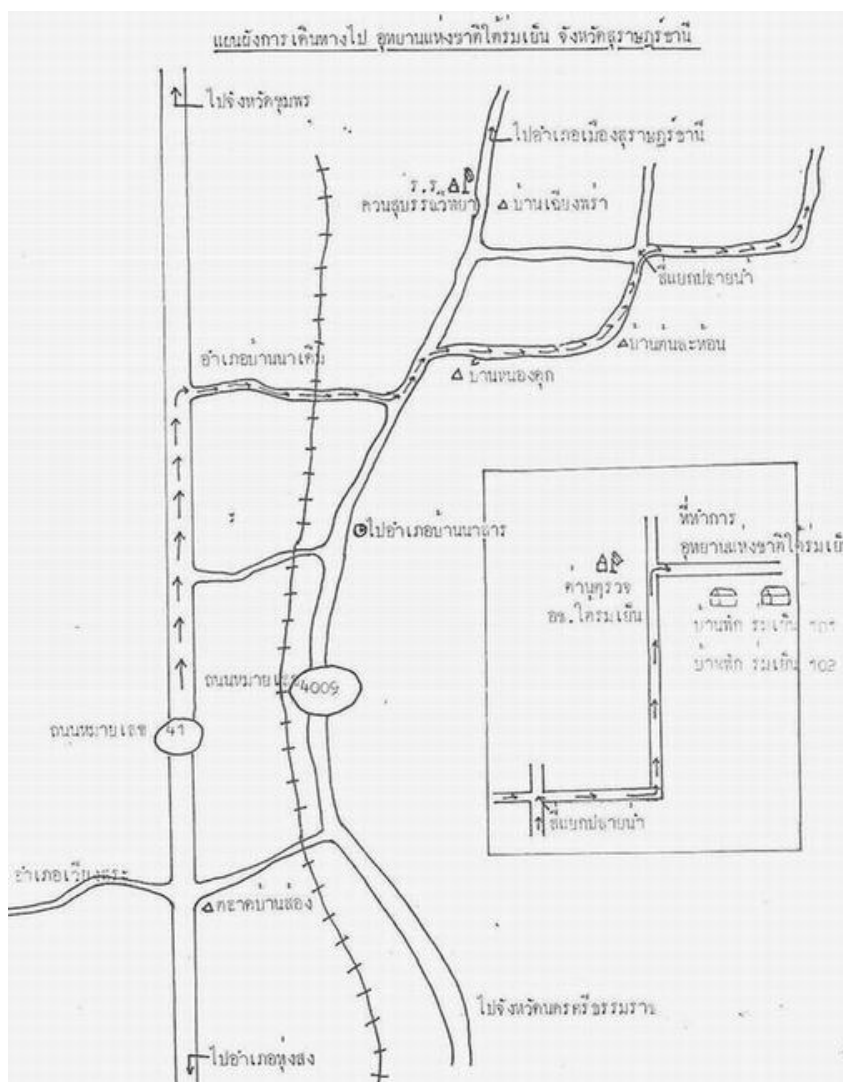 แผนผังการเดินทางไป อุทยานแห่งชาติใต้ร่มเย็น จังหวัดสุราษฎร์ธานี
ไปจังหวัดชุมพร
ไปอำเภอเมืองสุราษฎร์ธานี
ร.ร.
ควนสุบรรณวิทยา
บ้านเฉียงพร้า
สี่แยกปลายน้ำ
อำเภอบ้านนาเดิม
บ้านต้นละท้อน
บ้านหนองดุก
ร
ไปอำเภอบ้านนาสาร
ที่ทำการ
อุทยานแห่งชาติใต้ร่มเย็น
ด่านตรวจ
อช.ใต้ร่มเย็น
บ้านพัก ร่มเย็น 101
บ้านพัก ร่มเย็น 102
ถนนหมายเลข 4009
ถนนหมายเลข 41
สี่แยกปลายน้ำ
อำเภอเวียงสระ
ตลาดบ้านส้อง
ไปจังหวัดนครศรีธรรมราช
ไปอำเภอทุ่งสง